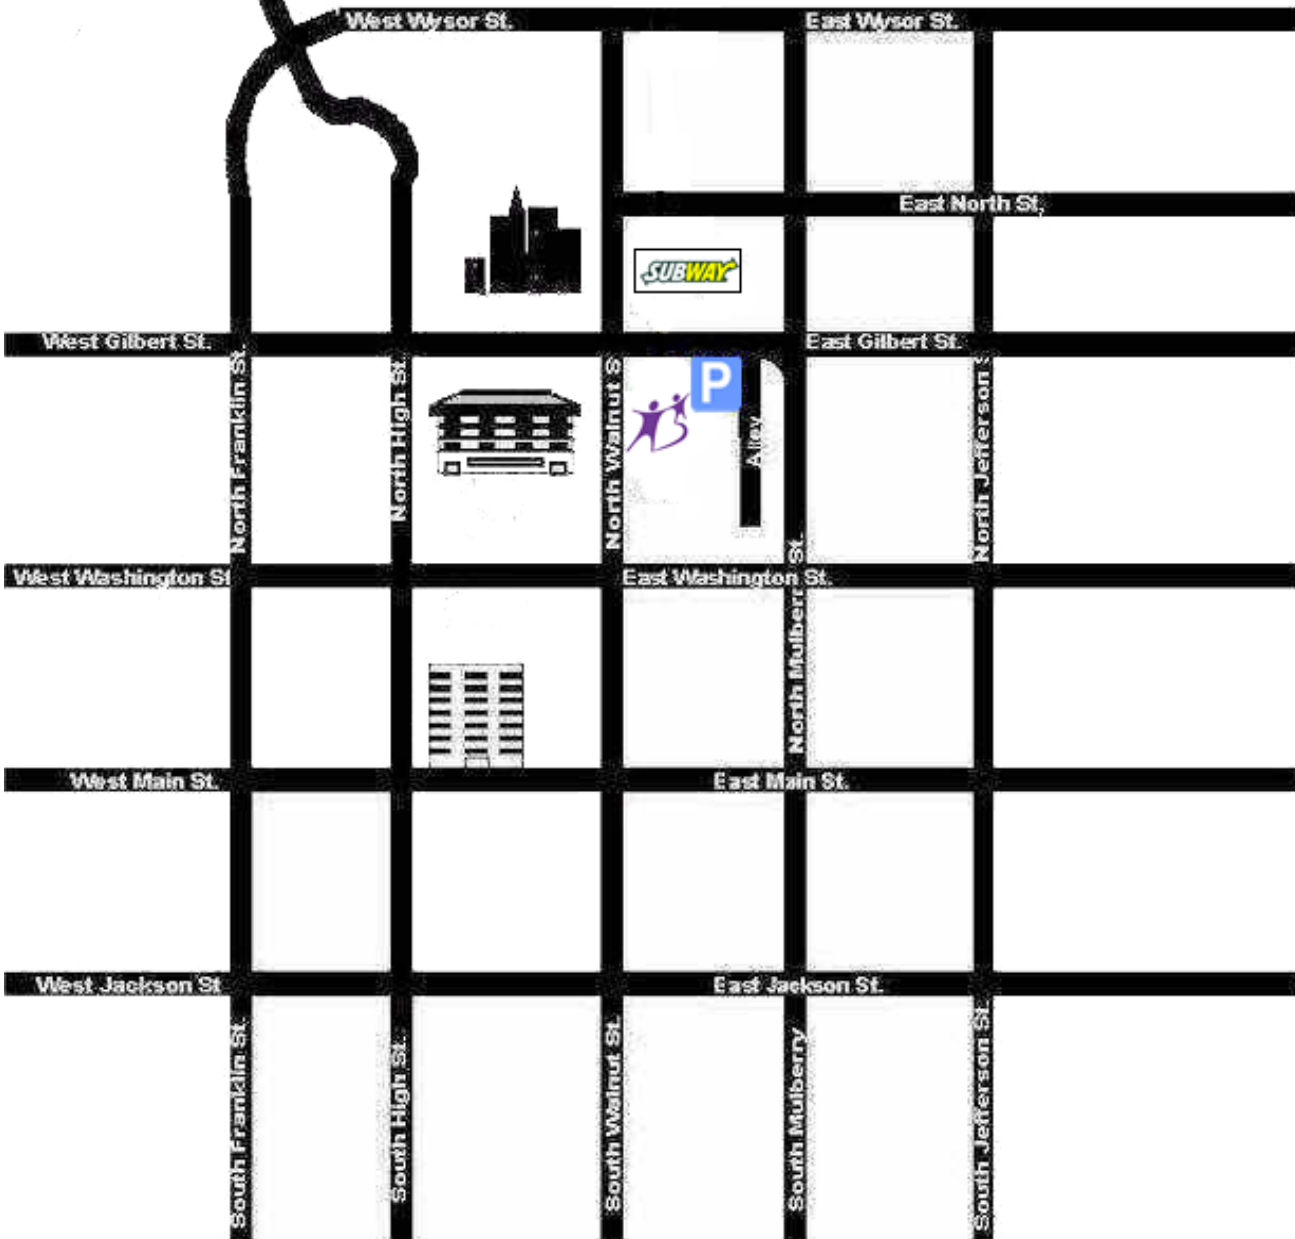 West Wysor St.
East Wysor St.
East North St,
SUBWAY
West Gilbert St.
East Gilbert St.
P
North Franklin St.
North High St.
North Walnut S
Alley
North Jefferson S
West Washington St
East Washington St.
North Mulberr St.
West Main St.
East Main St.
West Jackson St
East Jackson St.
South Franklin St.
South High St.
South Walnut St.
South Mulberry
South Jefferson St.